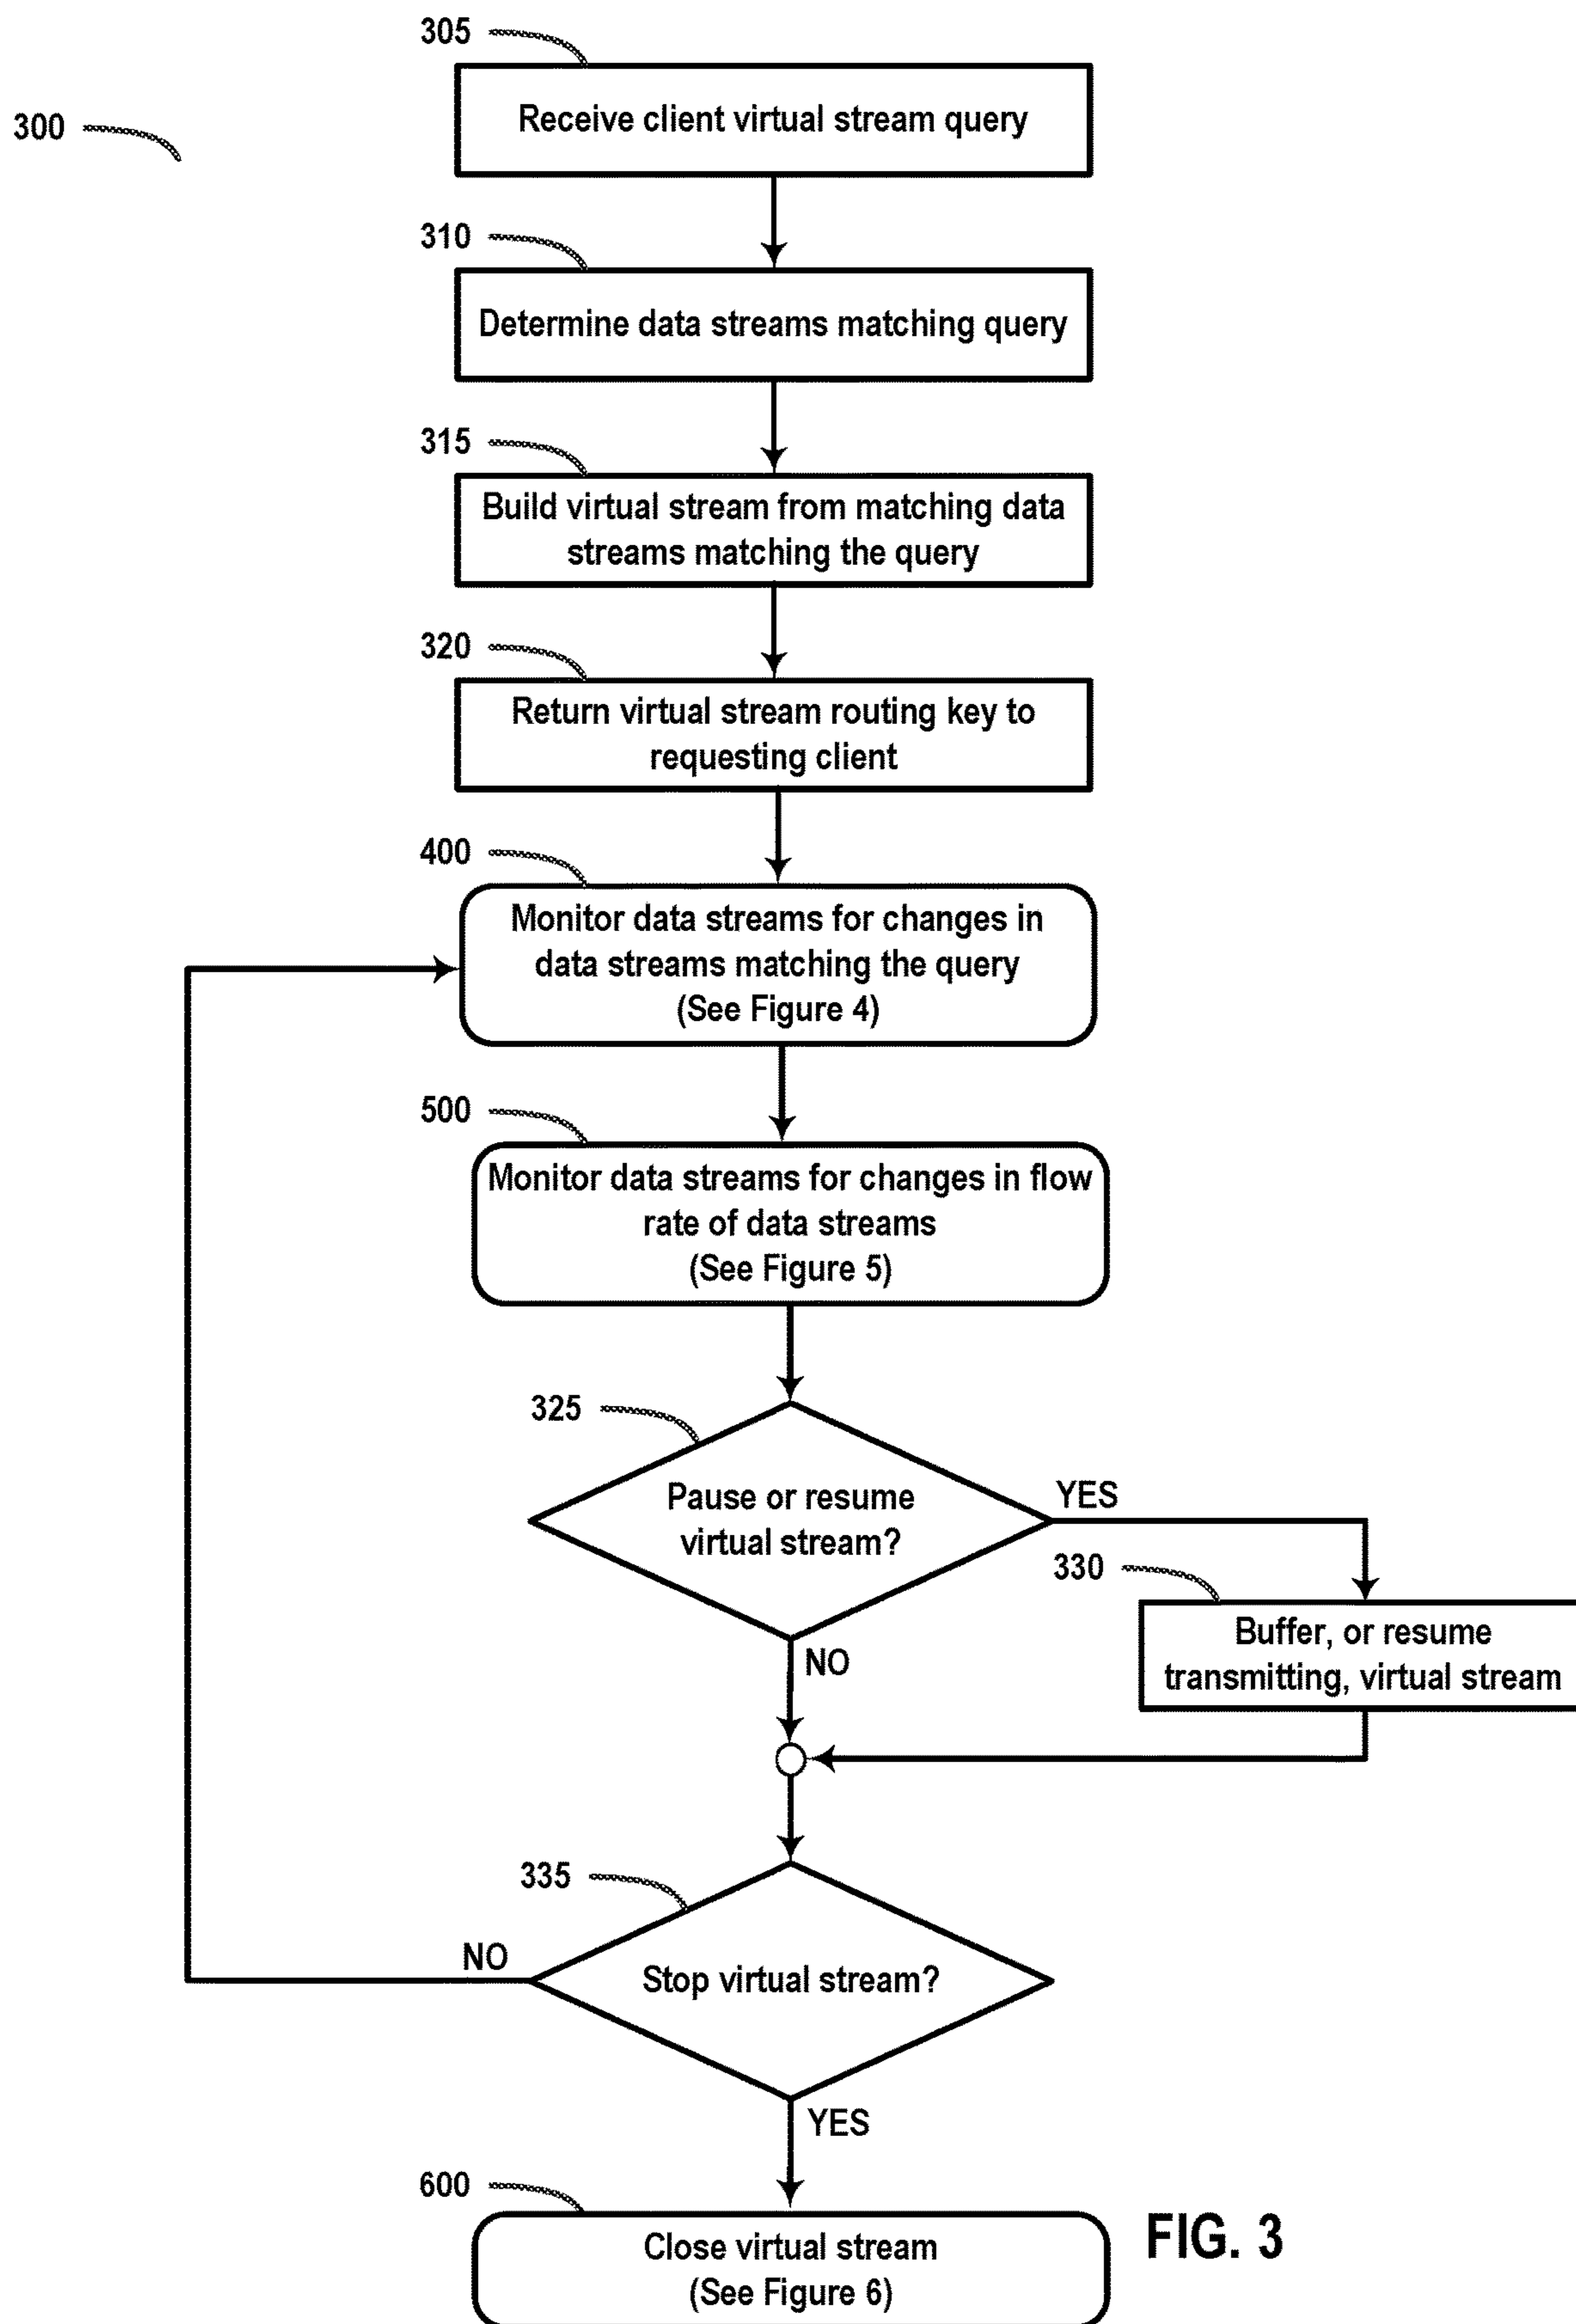 305
300
Receive client virtual stream query
310
Determine data streams matching query
315
Build virtual stream from matching data
streams matching the query
320
Return virtual stream routing key to
requesting client
400
Monitor data streams for changes in
data streams matching the query
(See Figure 4)
500
Monitor data streams for changes in flow
rate of data streams
(See Figure 5)
325
Pause or resume
virtual stream?
YES
330
Buffer, or resume
transmitting, virtual stream
NO
335
NO
Stop virtual stream?
YES
600
Close virtual stream
(See Figure 6)
FIG. 3